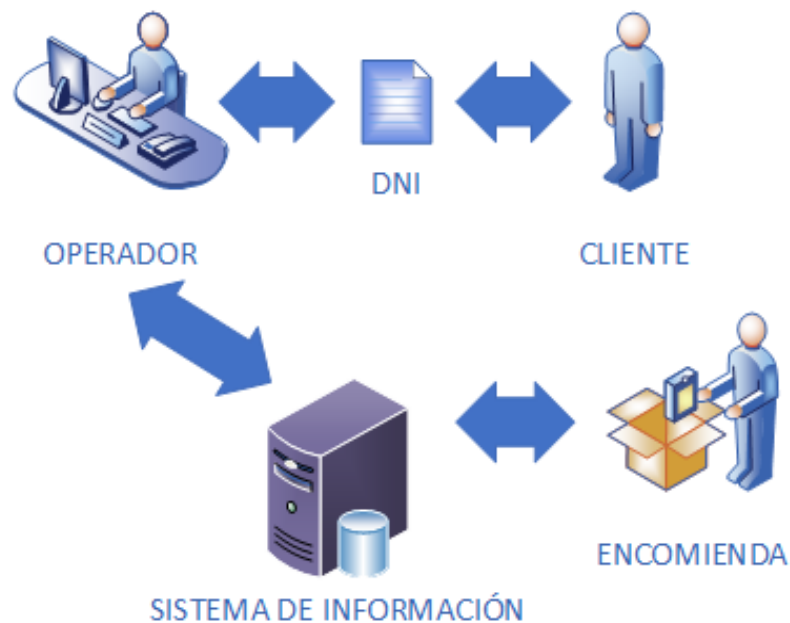 DNI
OPERADOR
CLIENTE
ENCOMIENDA
SISTEMA DE INFORMACIÓN